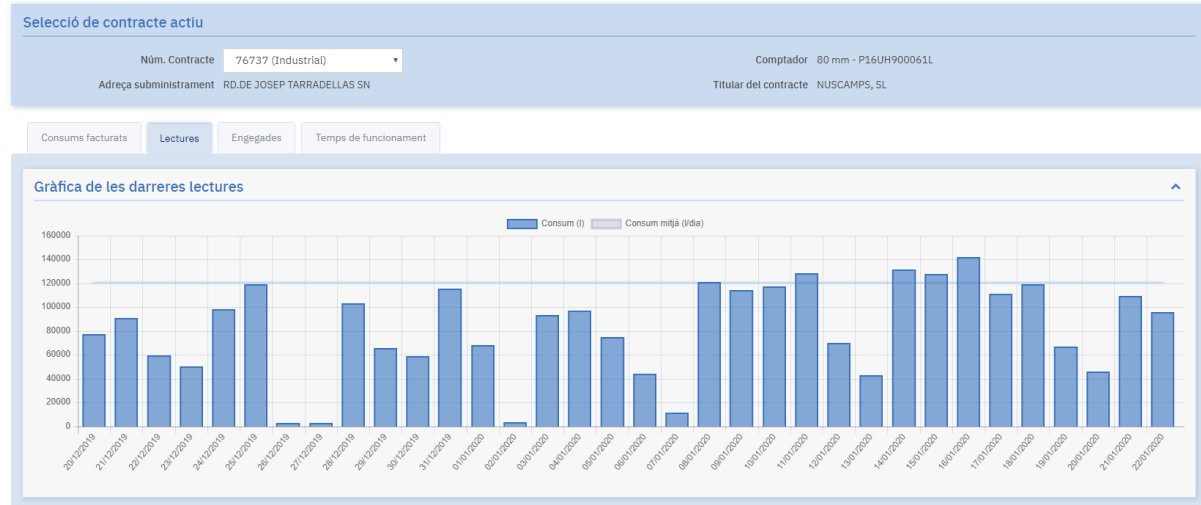 Selecció de contracte actiu
Núm. Contracte 76737 (Industrial) Comptador 80 mm - P16UH900061L
Adreça subministrament RD.DE JOSEP TARRADELLAS SN Titular del contracte NUSCAMPS, SL
Consums facturats Lectures Engegades Temps de funcionament
Gràfica de les darreres lectures
Consum (l) Consum mitjà (l/dia)
160000
140000
120000
100000
80000
60000
40000
20000
0
20/12/2019 21/12/2019 22/12/2019 23/12/2019 24/12/2019 25/12/2019 26/12/2019 27/12/2019 28/12/2019 29/12/2019 30/12/2019 31/12/2019 01/01/2020 02/01/2020 03/01/2020 04/01/2020 05/01/2020 06/01/2020 07/01/2020 08/01/2020 09/01/2020 10/01/2020 11/01/2020 12/01/2020 13/01/2020 14/01/2020 15/01/2020 16/01/2020 17/01/2020 18/01/2020 19/01/2020 20/01/2020 21/01/2020 22/01/2020